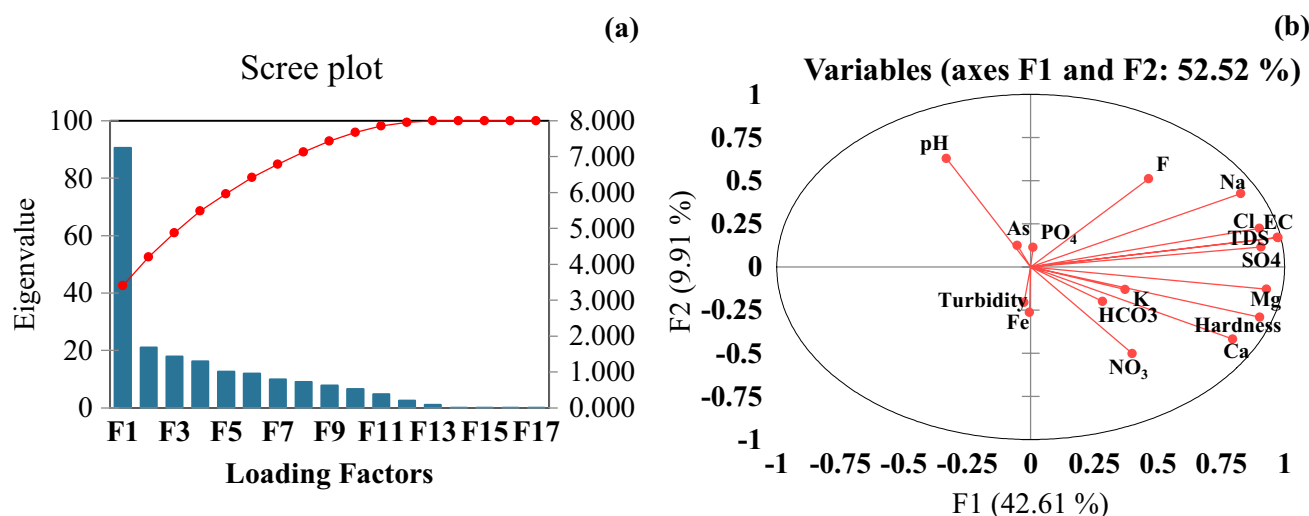 (a)
Scree plot
Eigenvalue
100
80
60
40
20
0
8.000
7.000
6.000
5.000
4.000
3.000
2.000
1.000
0.000
F1 F3 F5 F7 F9 F11 F13 F15 F17
Loading Factors
(b)
Variables (axes F1 and F2: 52.52 %)
F2 (9.91 %)
1
0.75
0.5
0.25
0
-0.25
-0.5
-0.75
-1
pH
F
Na
As
PO₄
Cl EC
TDS
SO4
Turbidity
K
Mg
Fe
HCO3
Hardness
Ca
NO₃
-1 -0.75 -0.5 -0.25 0 0.25 0.5 0.75 1
F1 (42.61 %)